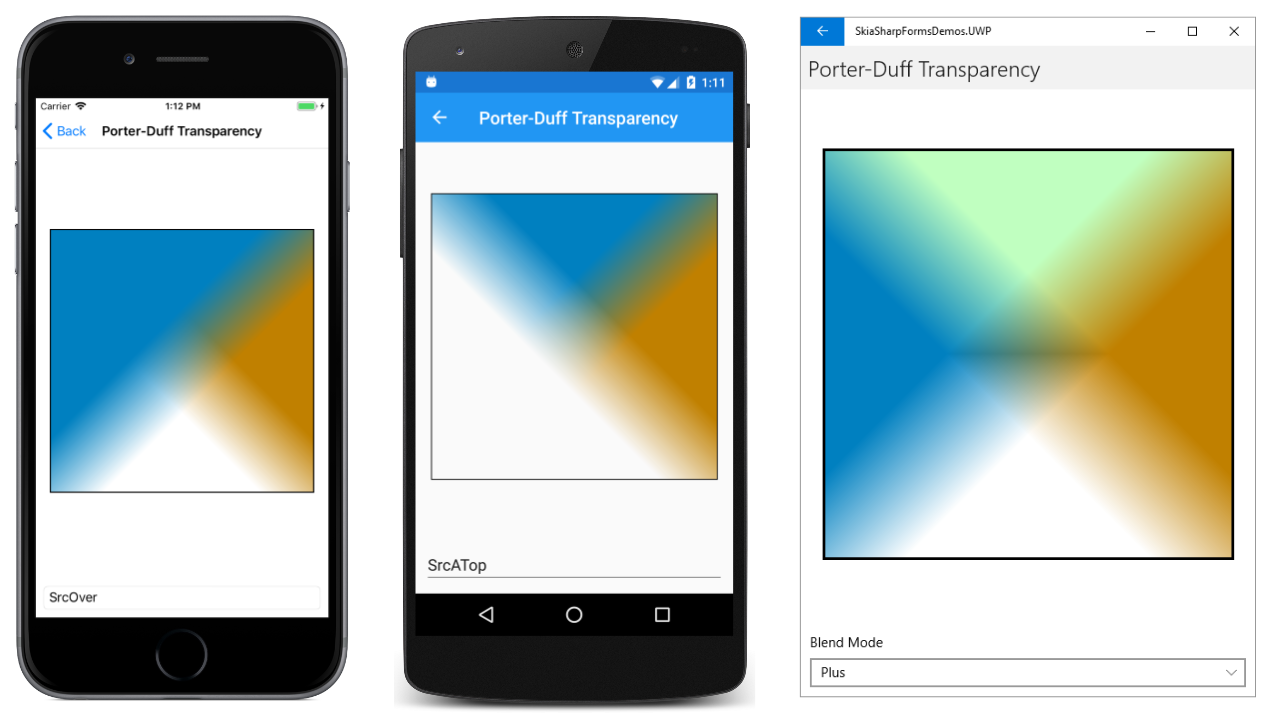 Carrier 1:12 PM
Back Porter-Duff Transparency
SrcOver
1:11
Porter-Duff Transparency
SrcATop
SkiaSharpFormsDemos.UWP
Porter-Duff Transparency
Blend Mode
Plus